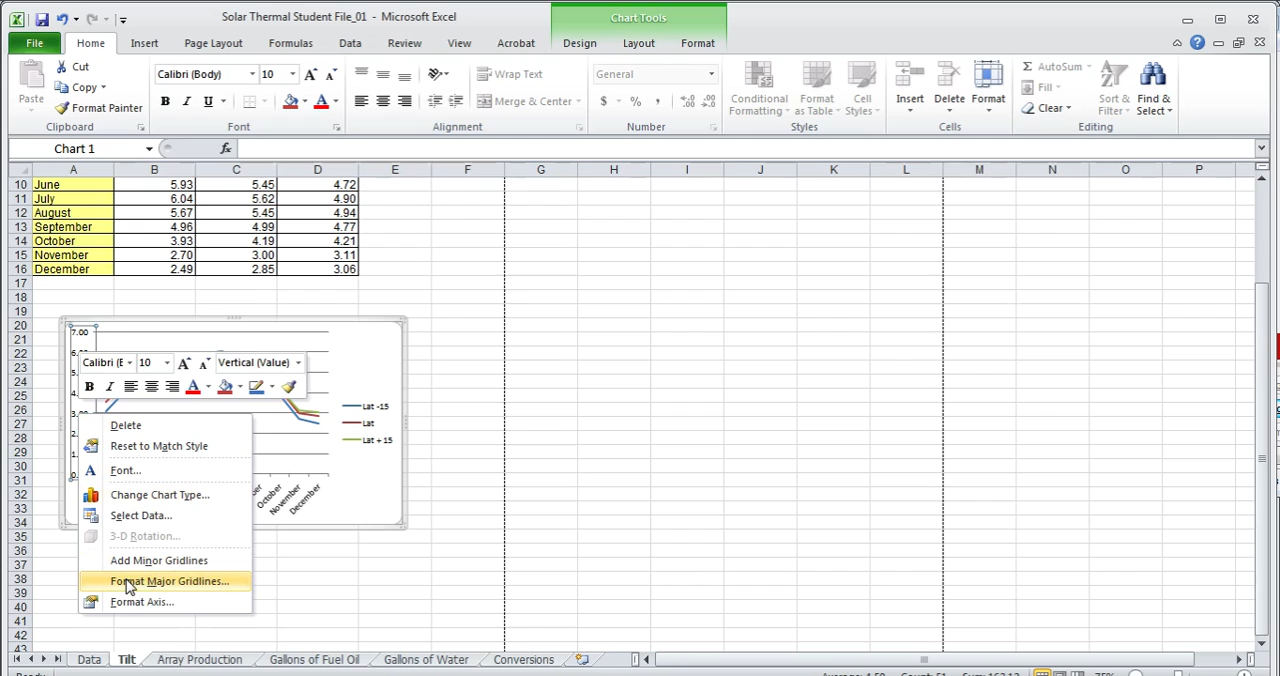 Solar Thermal Student File_01 - Microsoft Excel
Chart Tools
File Home Insert Page Layout Formulas Data Review View Acrobat Design Layout Format
Paste
Cut
Copy
Format Painter
Clipboard
Calibri (Body) 10
B I U
Font
Wrap Text
Merge & Center
Alignment
General
$ % ,
Number
Conditional Formatting
Format as Table
Cell Styles
Styles
Insert Delete Format
Cells
AutoSum
Fill
Clear
Sort & Filter
Find & Select
Editing
Chart 1
A B C D E F G H I J K L M N O P
10 June 5.93 5.45 4.72
11 July 6.04 5.62 4.90
12 August 5.67 5.45 4.94
13 September 4.96 4.99 4.77
14 October 3.93 4.19 4.21
15 November 2.70 3.00 3.11
16 December 2.49 2.85 3.06
17
18
19
20
21
22
23
24
25
26
27
28
29
30
31
32
33
34
35
36
37
38
39
40
41
42
43
7.00
Calibri (E 10 Vertical (Value)
B I
Lat -15
Lat
Lat + 15
October
November
December
Delete
Reset to Match Style
Font...
Change Chart Type...
Select Data...
3-D Rotation...
Add Minor Gridlines
Format Major Gridlines...
Format Axis...
Data Tilt Array Production Gallons of Fuel Oil Gallons of Water Conversions